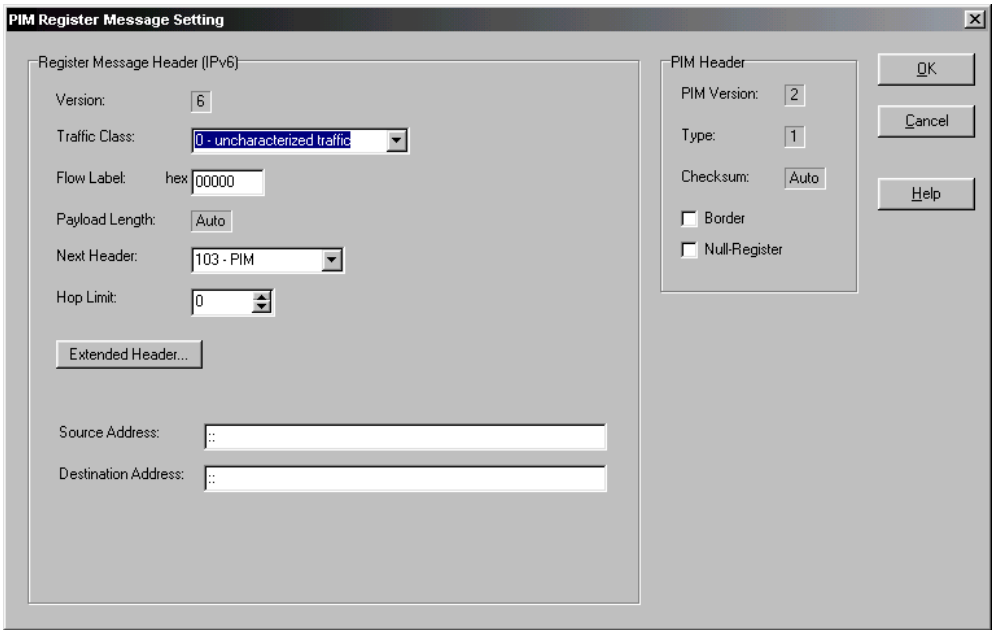 PIM Register Message Setting
Register Message Header (IPv6)
Version: 6
Traffic Class: 0 - uncharacterized traffic
Flow Label: hex 00000
Payload Length: Auto
Next Header: 103 - PIM
Hop Limit: 0
Extended Header...
Source Address: ::
Destination Address: ::
PIM Header
PIM Version: 2
Type: 1
Checksum: Auto
Border
Null-Register
OK
Cancel
Help